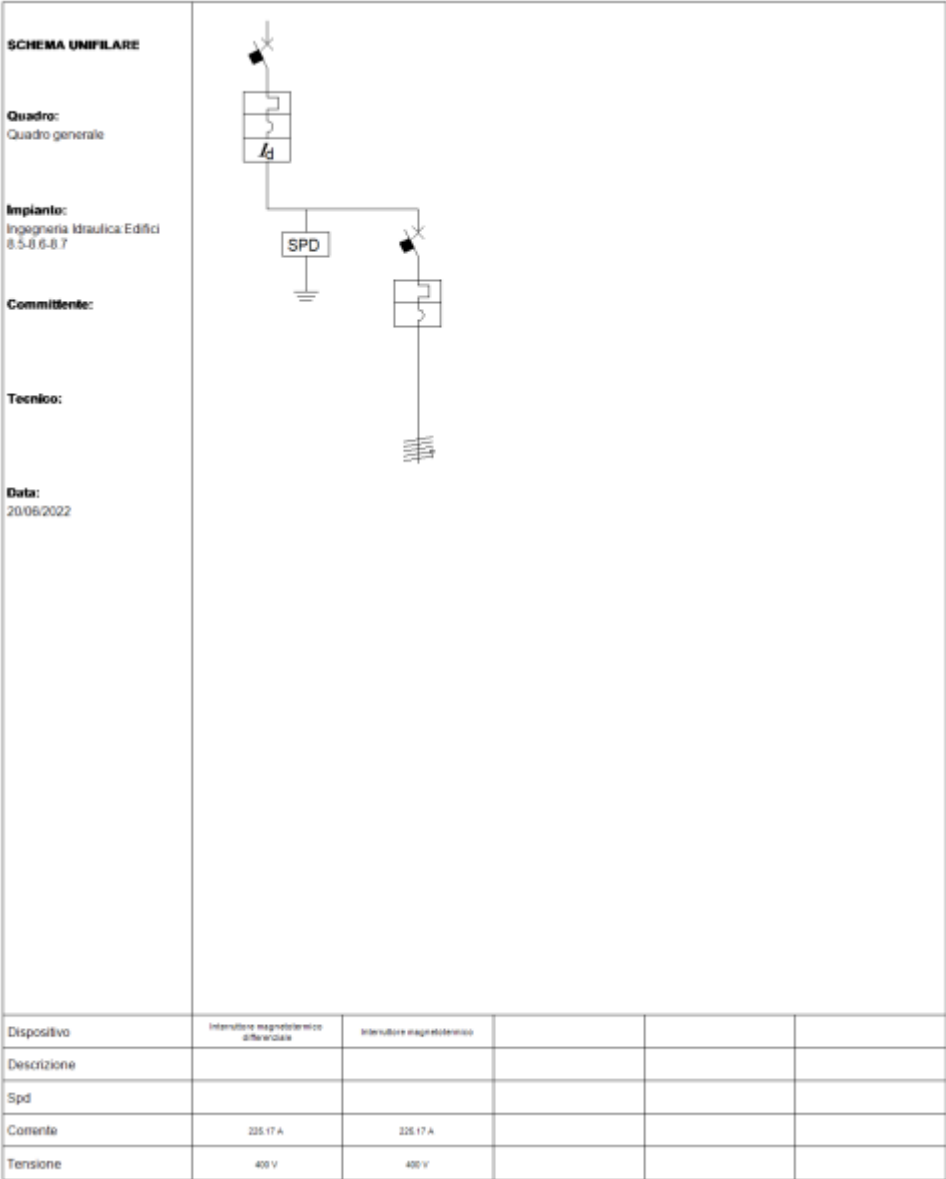 SCHEMA UNIFILARE
Quadro:
Quadro generale
Impianto:
Ingegneria Idraulica:Edifici
8.5-8.6-8.7
Committente:
Tecnico:
Data:
20/06/2022
Id
SPD
Dispositivo
Interruttore magnetotermico
differenziale
Interruttore magnetotermico
Descrizione
Spd
Corrente
225.17 A
225.17 A
Tensione
400 V
400 V